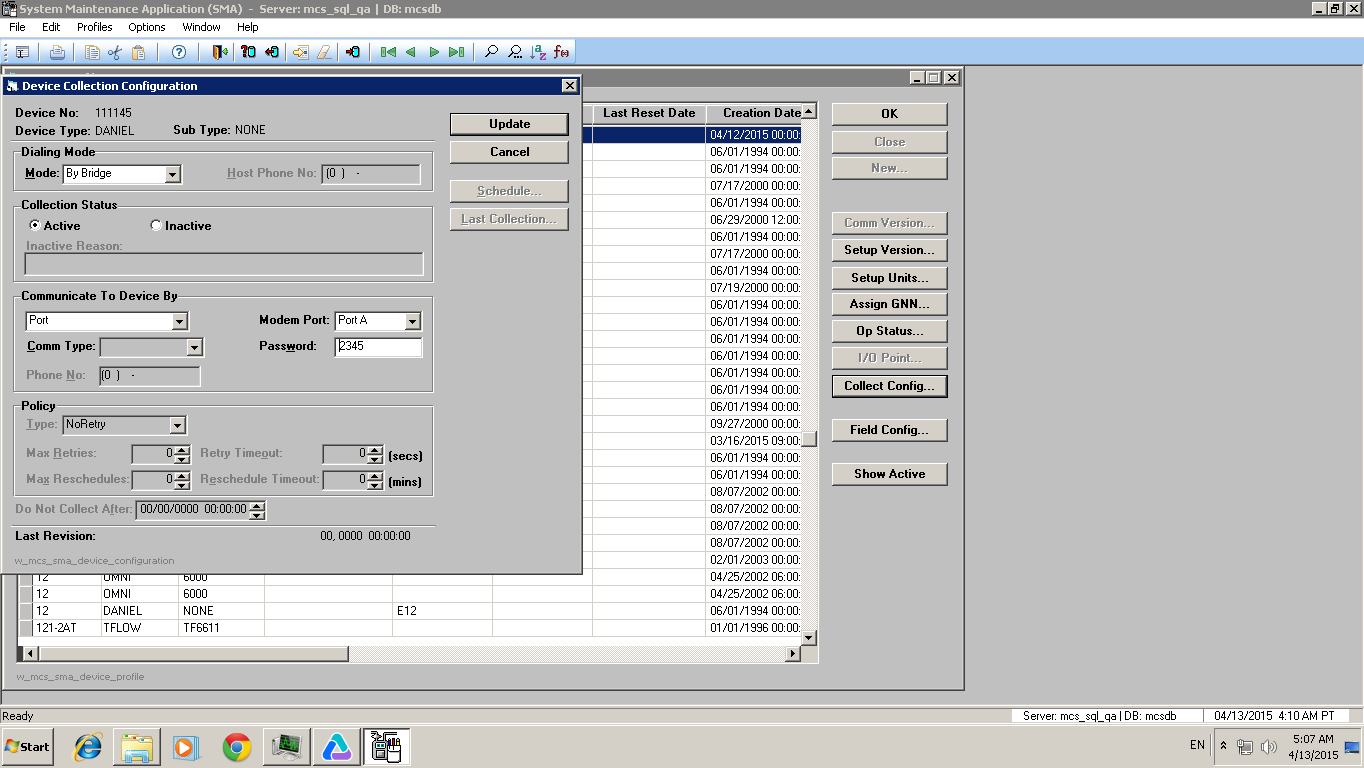 System Maintenance Application (SMA) - Server: mcs_sql_qa | DB: mcsdb
File Edit Profiles Options Window Help
Device Collection Configuration
Device No: 111145
Device Type: DANIEL Sub Type: NONE
Dialing Mode
Mode: By Bridge Host Phone No: (0 ) -
Collection Status
Active Inactive
Inactive Reason:
Communicate To Device By
Port Modem Port: Port A
Comm Type: Password: 2345
Phone No: (0 ) -
Policy
Type: NoRetry
Max Retries: 0 Retry Timeout: 0 (secs)
Max Reschedules: 0 Reschedule Timeout: 0 (mins)
Do Not Collect After: 00/00/0000 00:00:00
Last Revision: 00, 0000 00:00:00
w_mcs_sma_device_configuration
Update
Cancel
Schedule...
Last Collection...
Last Reset Date Creation Date
04/12/2015 00:00:
06/01/1994 00:00:
06/01/1994 00:00:
07/17/2000 00:00:
06/01/1994 00:00:
06/29/2000 12:00:
06/01/1994 00:00:
07/17/2000 00:00:
06/01/1994 00:00:
07/19/2000 00:00:
06/01/1994 00:00:
06/01/1994 00:00:
06/01/1994 00:00:
06/01/1994 00:00:
06/01/1994 00:00:
06/01/1994 00:00:
06/01/1994 00:00:
09/27/2000 00:00:
03/16/2015 09:00:
06/01/1994 00:00:
06/01/1994 00:00:
08/07/2002 00:00:
08/07/2002 00:00:
08/07/2002 00:00:
08/07/2002 00:00:
02/01/2003 00:00:
12 OMNI 6000 04/25/2002 06:00:
12 OMNI 6000 04/25/2002 06:00:
12 DANIEL NONE E12 06/01/1994 00:00:
121-2AT TFLOW TF6611 01/01/1996 00:00:
w_mcs_sma_device_profile
OK
Close
New...
Comm Version...
Setup Version...
Setup Units...
Assign GNN...
Op Status...
I/O Point...
Collect Config...
Field Config...
Show Active
Ready Server: mcs_sql_qa | DB: mcsdb 04/13/2015 4:10 AM PT
Start EN 5:07 AM
4/13/2015